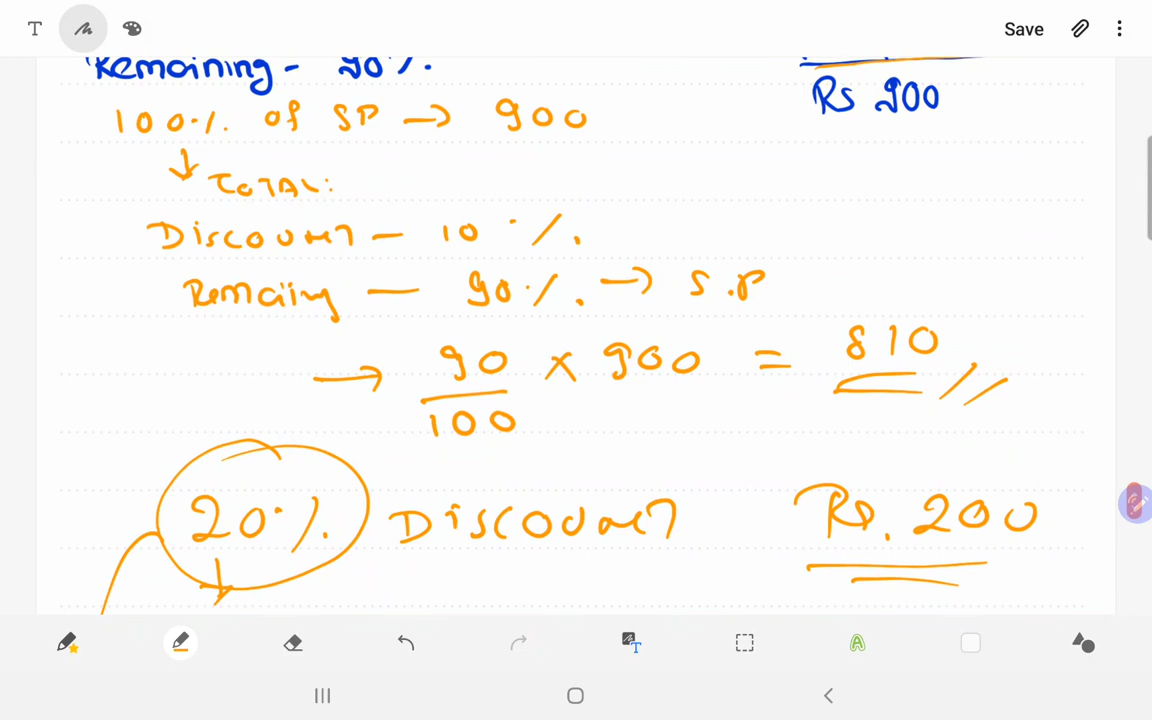 T Save
Remaining - 90%.
Rs 900
100% of SP → 900
↓ TOTAL:
Discount - 10%.
Remaiing - 90%. → S.P
→ 90/100 × 900 = 810 //
20%. Discount Rs. 200